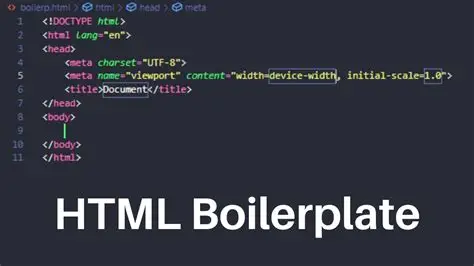 boilerp.html > html > head > meta
1 <!DOCTYPE html>
2 <html lang="en">
3 <head>
4 <meta charset="UTF-8">
5 <meta name="viewport" content="width=device-width, initial-scale=1.0">
6 <title>Document</title>
7 </head>
8 <body>
9
10 </body>
11 </html>
HTML Boilerplate